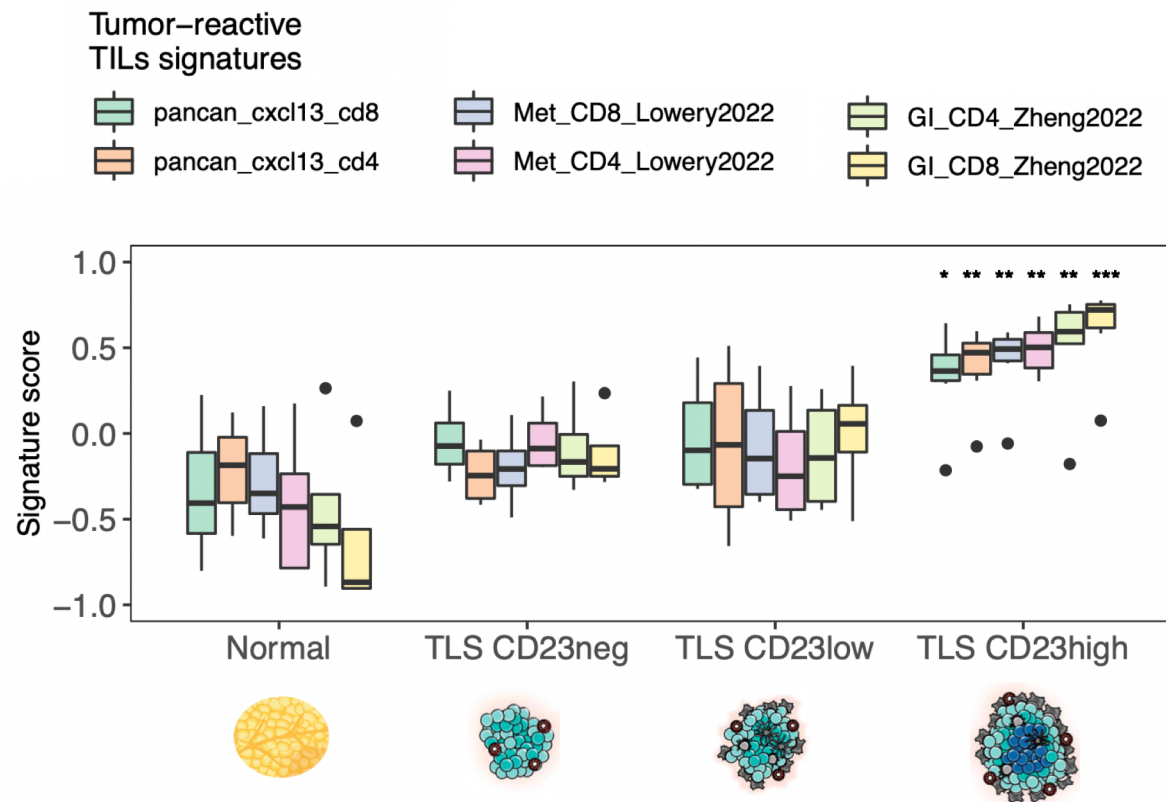 Tumor−reactive
TILs signatures
pancan_cxcl13_cd8
Met_CD8_Lowery2022
GI_CD4_Zheng2022
pancan_cxcl13_cd4
Met_CD4_Lowery2022
GI_CD8_Zheng2022
Signature score
1.0
0.5
0.0
−0.5
−1.0
* ** ** ** ** ***
Normal
TLS CD23neg
TLS CD23low
TLS CD23high